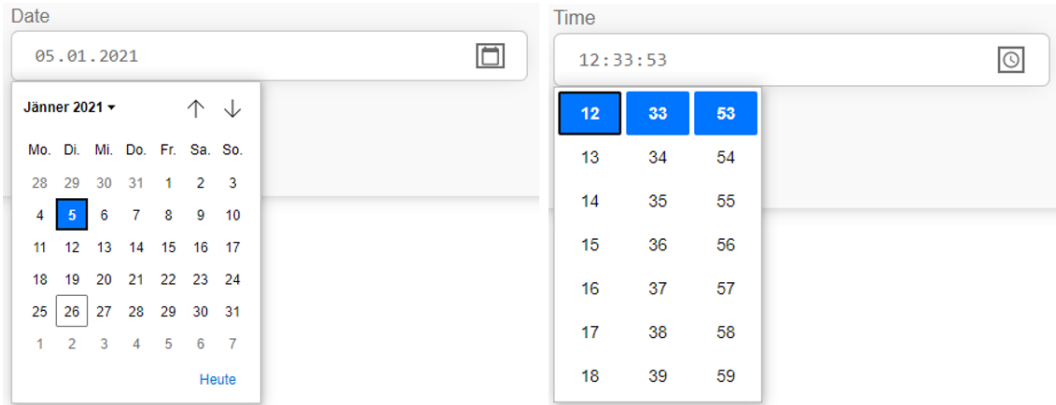 Date
05.01.2021
Jänner 2021
Mo. Di. Mi. Do. Fr. Sa. So.
28 29 30 31 1 2 3
4 5 6 7 8 9 10
11 12 13 14 15 16 17
18 19 20 21 22 23 24
25 26 27 28 29 30 31
1 2 3 4 5 6 7
Heute
Time
12:33:53
12 33 53
13 34 54
14 35 55
15 36 56
16 37 57
17 38 58
18 39 59